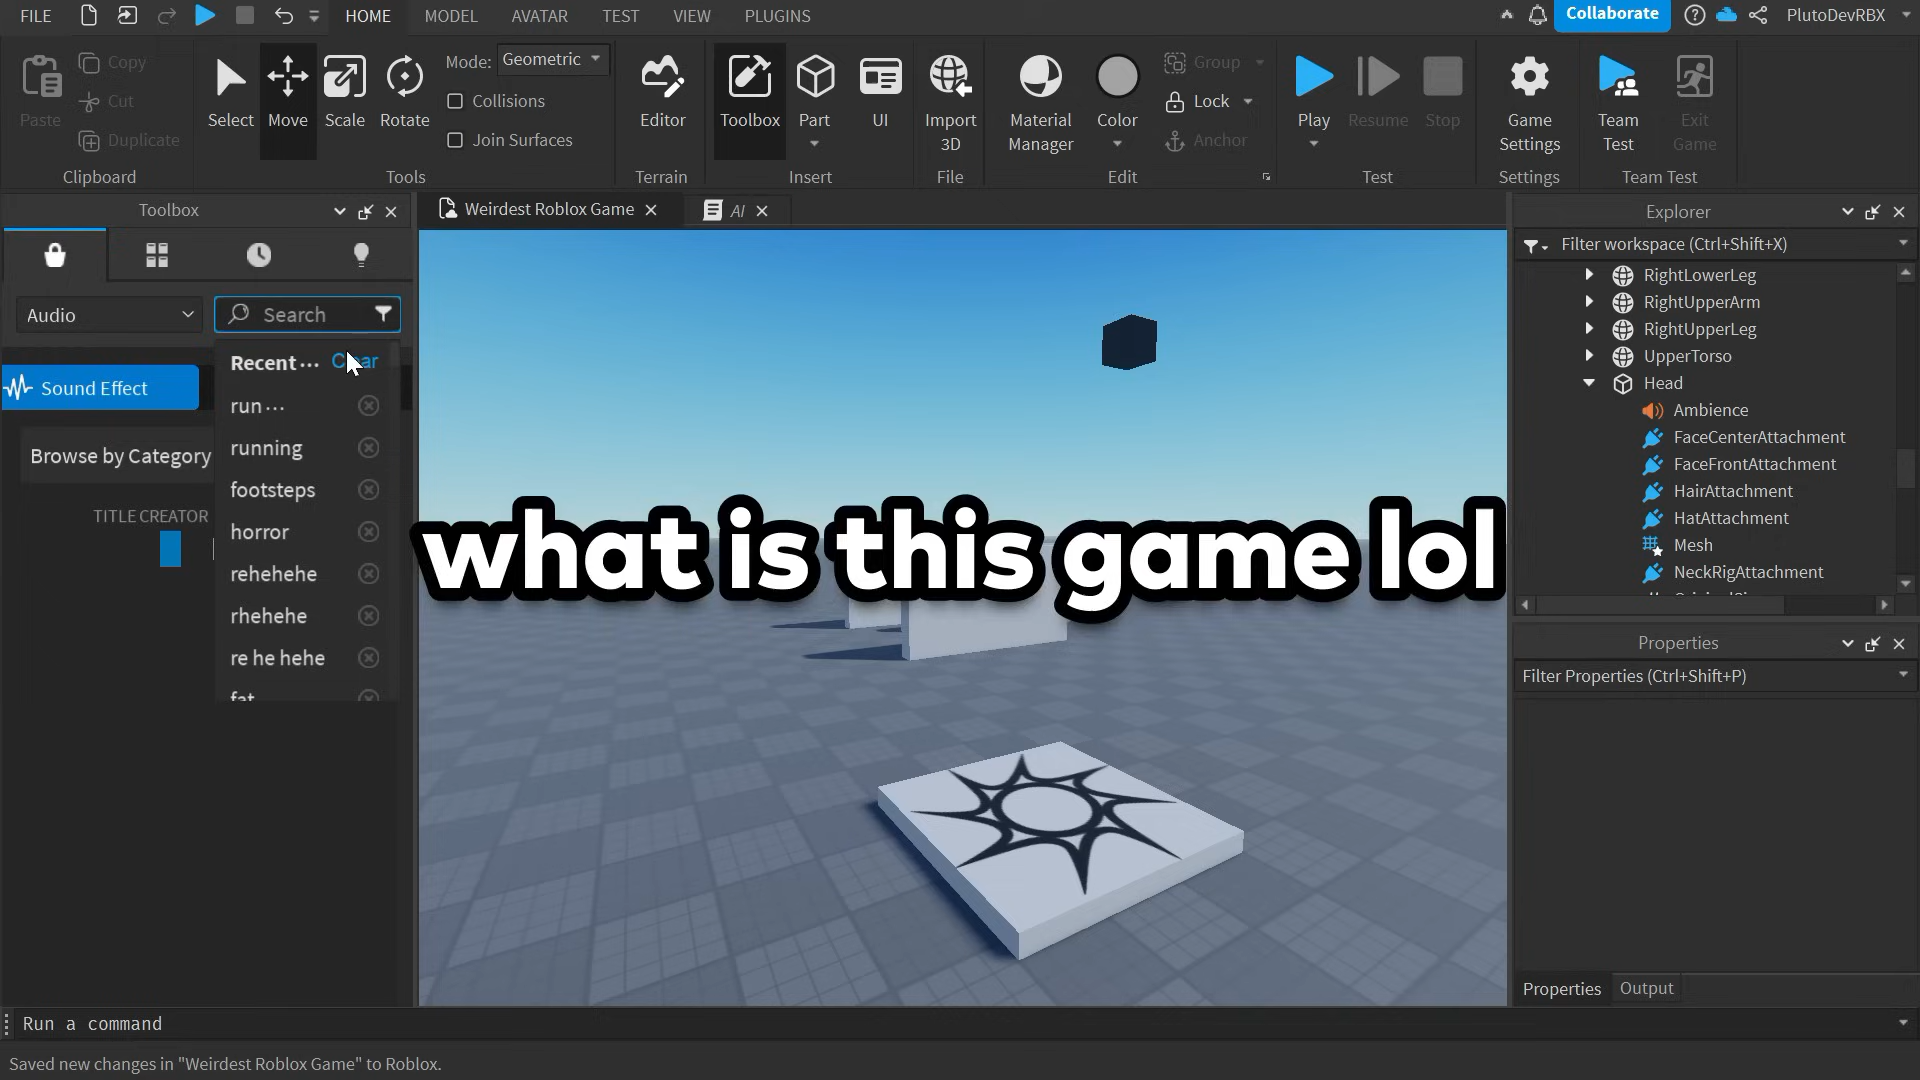 FILE HOME MODEL AVATAR TEST VIEW PLUGINS Collaborate PlutoDevRBX
Paste Copy Cut Duplicate
Clipboard
Select Move Scale Rotate
Mode: Geometric
Collisions
Join Surfaces
Tools
Editor
Terrain
Toolbox Part UI
Insert
Import 3D
File
Material Manager
Color
Group
Lock
Anchor
Edit
Play Resume Stop
Test
Game Settings
Settings
Team Test
Exit Game
Team Test
Toolbox
Audio
Search
Recent ... Clear
Sound Effect
run ...
running
Browse by Category
footsteps
TITLE CREATOR
horror
rehehehe
rhehehe
re he hehe
fat
Weirdest Roblox Game
AI
what is this game lol
Explorer
Filter workspace (Ctrl+Shift+X)
RightLowerLeg
RightUpperArm
RightUpperLeg
UpperTorso
Head
Ambience
FaceCenterAttachment
FaceFrontAttachment
HairAttachment
HatAttachment
Mesh
NeckRigAttachment
Properties
Filter Properties (Ctrl+Shift+P)
Properties Output
Run a command
Saved new changes in "Weirdest Roblox Game" to Roblox.